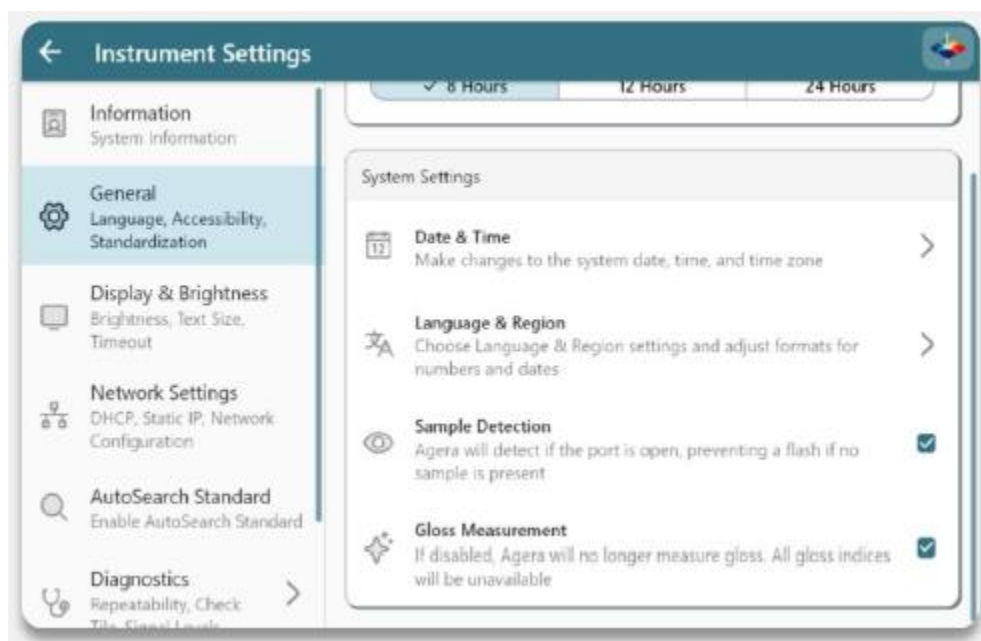 Instrument Settings
Information
System Information
General
Language, Accessibility,
Standardization
Display & Brightness
Brightness, Text Size,
Timeout
Network Settings
DHCP, Static IP, Network
Configuration
AutoSearch Standard
Enable AutoSearch Standard
Diagnostics
Repeatability, Check
Tile, Signal Levels
8 Hours 12 Hours 24 Hours
System Settings
12
Date & Time
Make changes to the system date, time, and time zone
Language & Region
Choose Language & Region settings and adjust formats for
numbers and dates
Sample Detection
Agera will detect if the port is open, preventing a flash if no
sample is present
Gloss Measurement
If disabled, Agera will no longer measure gloss. All gloss indices
will be unavailable